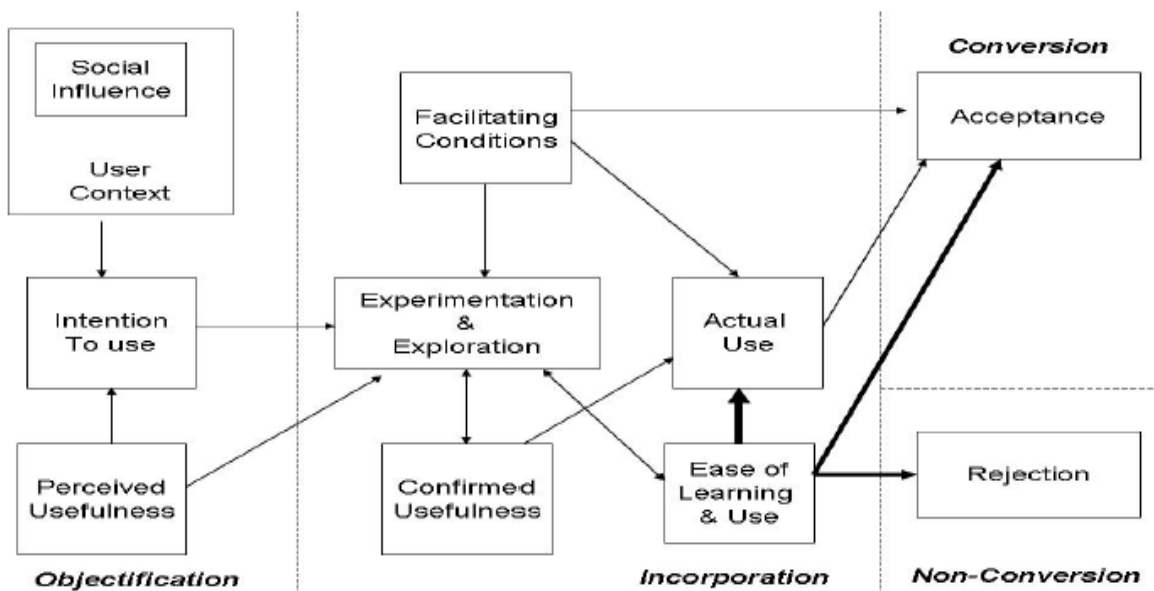 Social
Influence
User
Context
Intention
To use
Perceived
Usefulness
Objectification
Facilitating
Conditions
Experimentation
&
Exploration
Confirmed
Usefulness
Actual
Use
Ease of
Learning
& Use
Incorporation
Conversion
Acceptance
Rejection
Non-Conversion